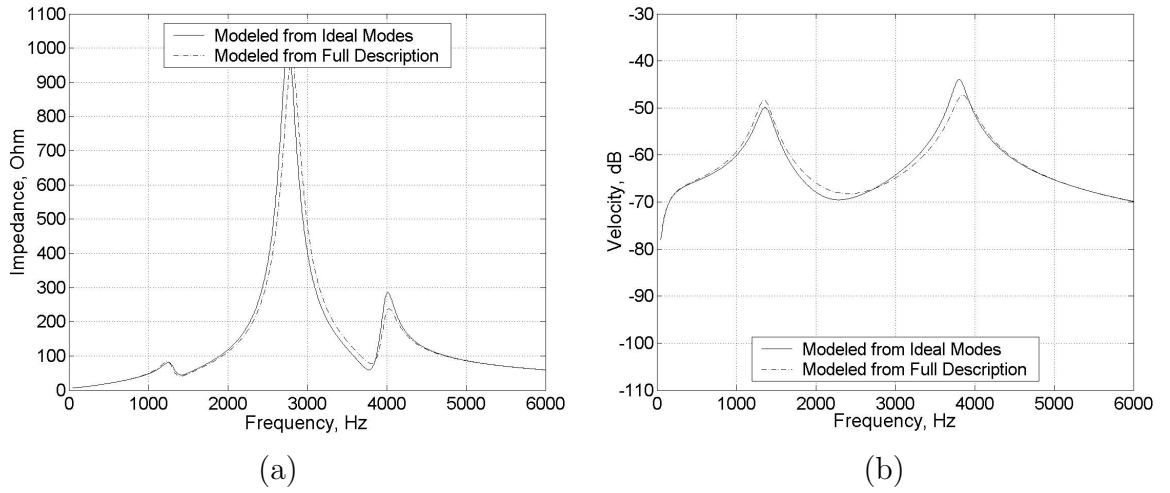 1100
1000
900
800
700
600
500
400
300
200
100
0
Impedance, Ohm
Modeled from Ideal Modes
Modeled from Full Description
0 1000 2000 3000 4000 5000 6000
Frequency, Hz
(a)
-30
-40
-50
-60
-70
-80
-90
-100
-110
Velocity, dB
Modeled from Ideal Modes
Modeled from Full Description
0 1000 2000 3000 4000 5000 6000
Frequency, Hz
(b)